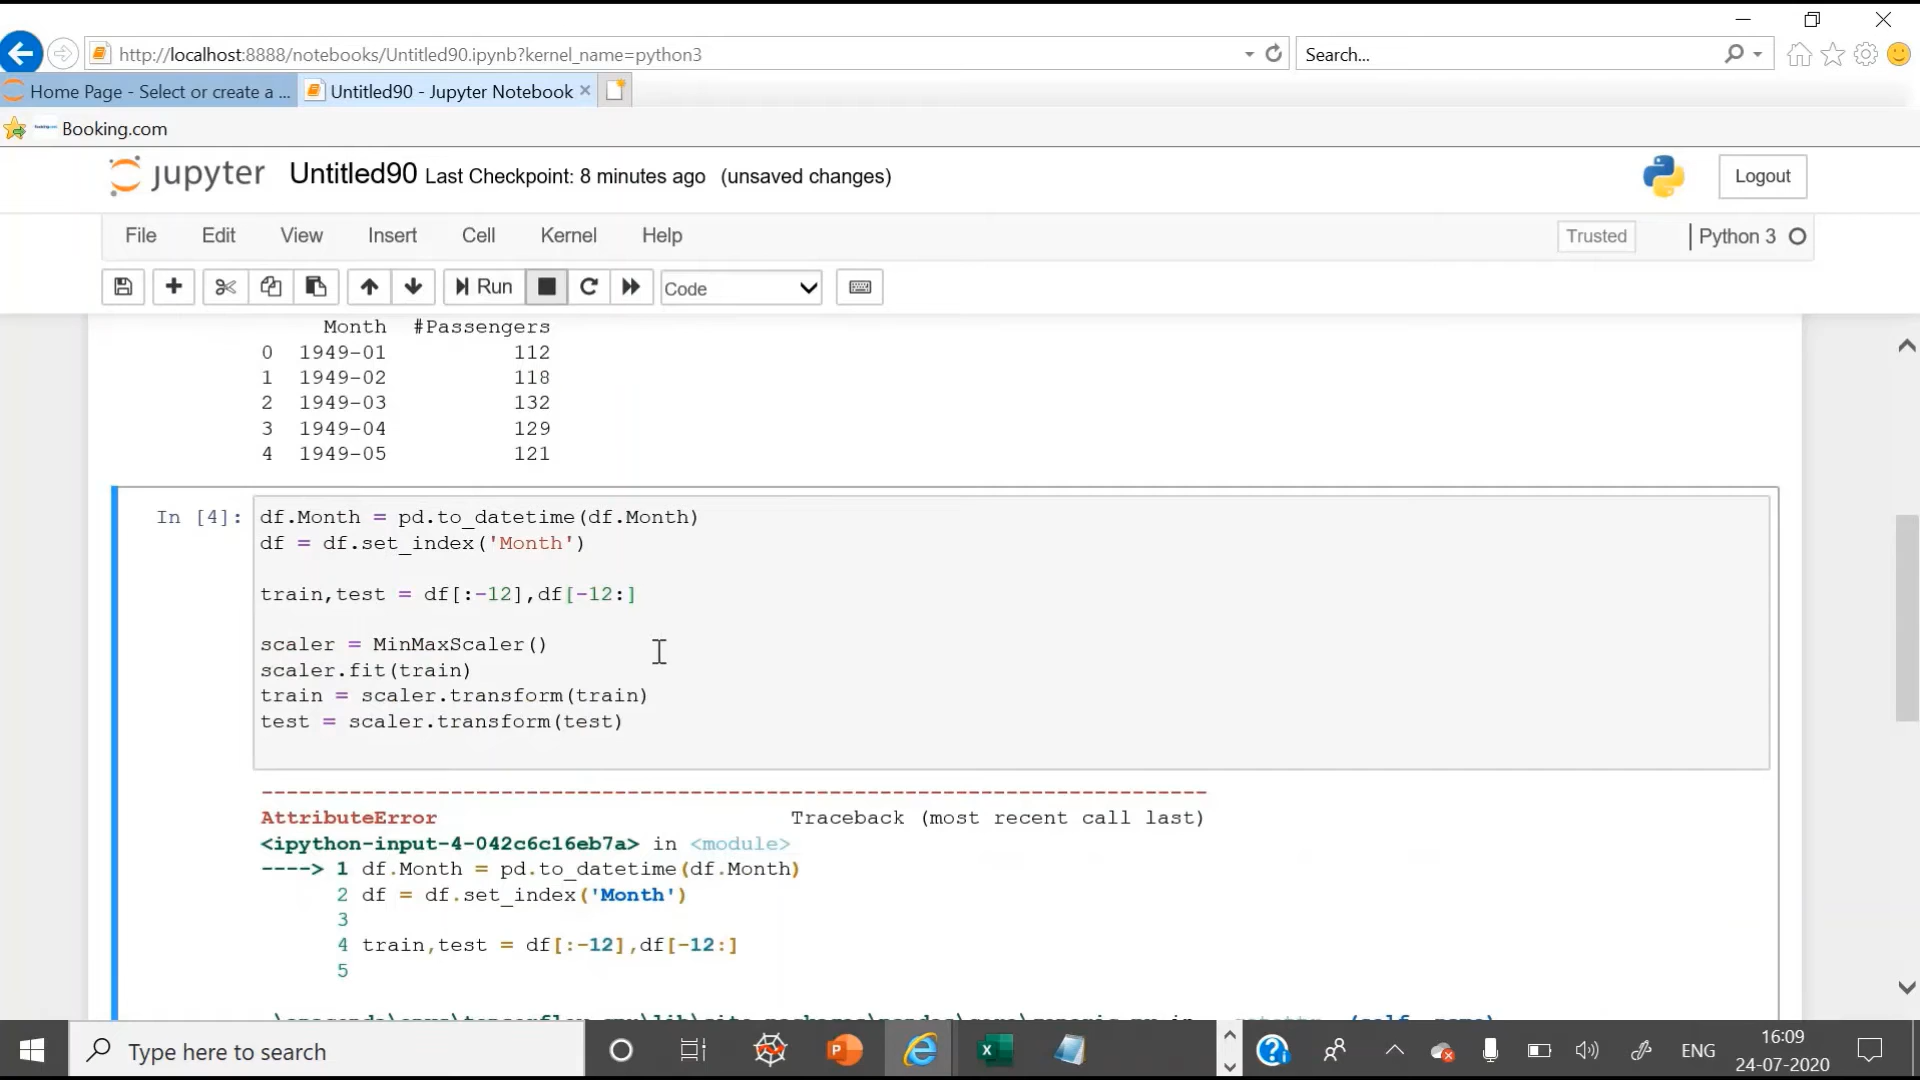 http://localhost:8888/notebooks/Untitled90.ipynb?kernel_name=python3
Search...
Home Page - Select or create a ...
Untitled90 - Jupyter Notebook
Booking.com
jupyter Untitled90 Last Checkpoint: 8 minutes ago (unsaved changes)
Logout
File Edit View Insert Cell Kernel Help
Trusted
Python 3
Run
Code
Month #Passengers
0 1949-01 112
1 1949-02 118
2 1949-03 132
3 1949-04 129
4 1949-05 121
In [4]: df.Month = pd.to_datetime(df.Month)
df = df.set_index('Month')
train,test = df[:-12],df[-12:]
scaler = MinMaxScaler()
scaler.fit(train)
train = scaler.transform(train)
test = scaler.transform(test)
---------------------------------------------------------------------------
AttributeError Traceback (most recent call last)
<ipython-input-4-042c6c16eb7a> in <module>
----> 1 df.Month = pd.to_datetime(df.Month)
2 df = df.set_index('Month')
3
4 train,test = df[:-12],df[-12:]
5
Type here to search
ENG
16:09
24-07-2020